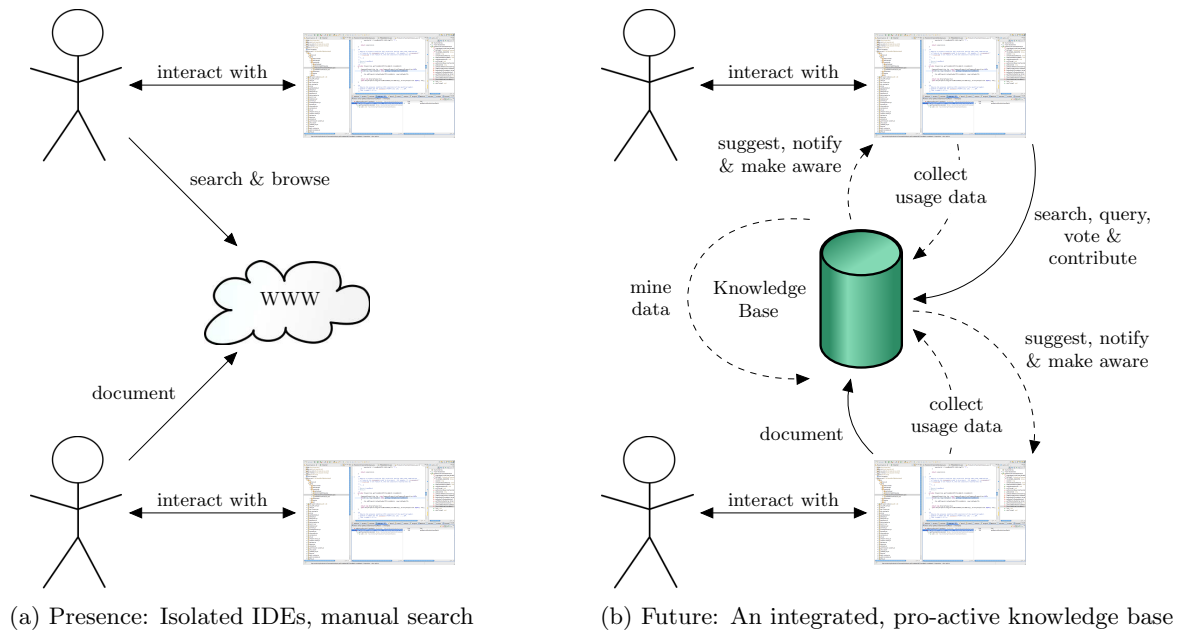 interact with
search & browse
WWW
document
interact with
(a) Presence: Isolated IDEs, manual search
interact with
suggest, notify
& make aware
collect
usage data
search, query,
vote &
contribute
mine
data
Knowledge
Base
suggest, notify
& make aware
collect
usage data
document
interact with
(b) Future: An integrated, pro-active knowledge base